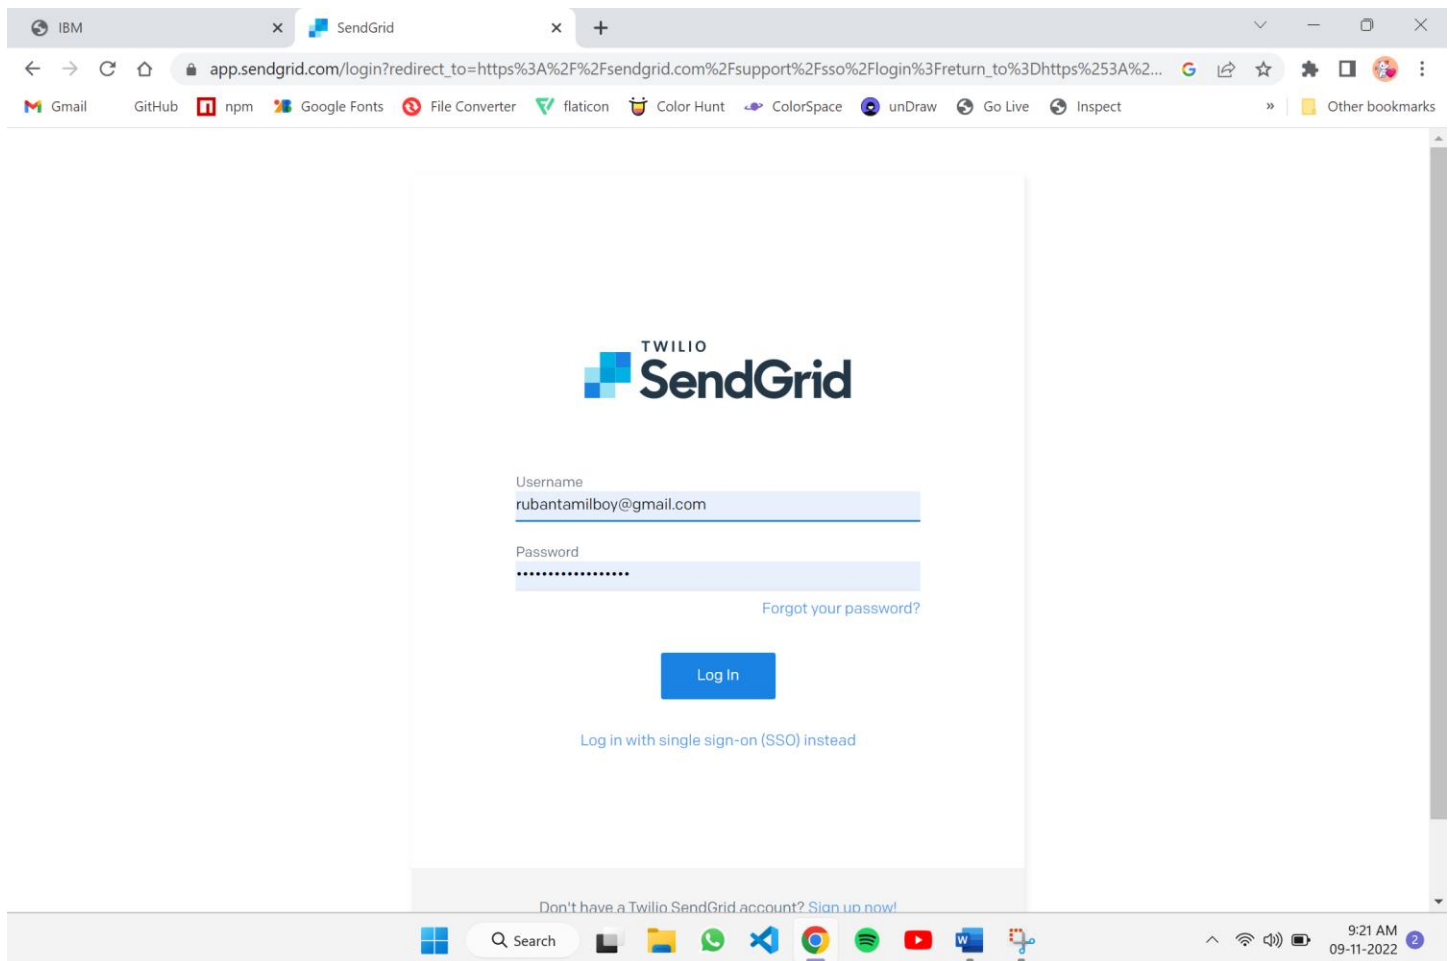 IBM SendGrid
app.sendgrid.com/login?redirect_to=https%3A%2F%2Fsendgrid.com%2Fsupport%2Fsso%2Flogin%3Freturn_to%3Dhttps%253A%2...
Gmail GitHub npm Google Fonts File Converter flaticon Color Hunt ColorSpace unDraw Go Live Inspect » Other bookmarks
TWILIO
SendGrid
Username
rubantamilboy@gmail.com
Password
••••••••••••••••••
Forgot your password?
Log In
Log in with single sign-on (SSO) instead
Don't have a Twilio SendGrid account? Sign up now!
Search
9:21 AM
09-11-2022
2